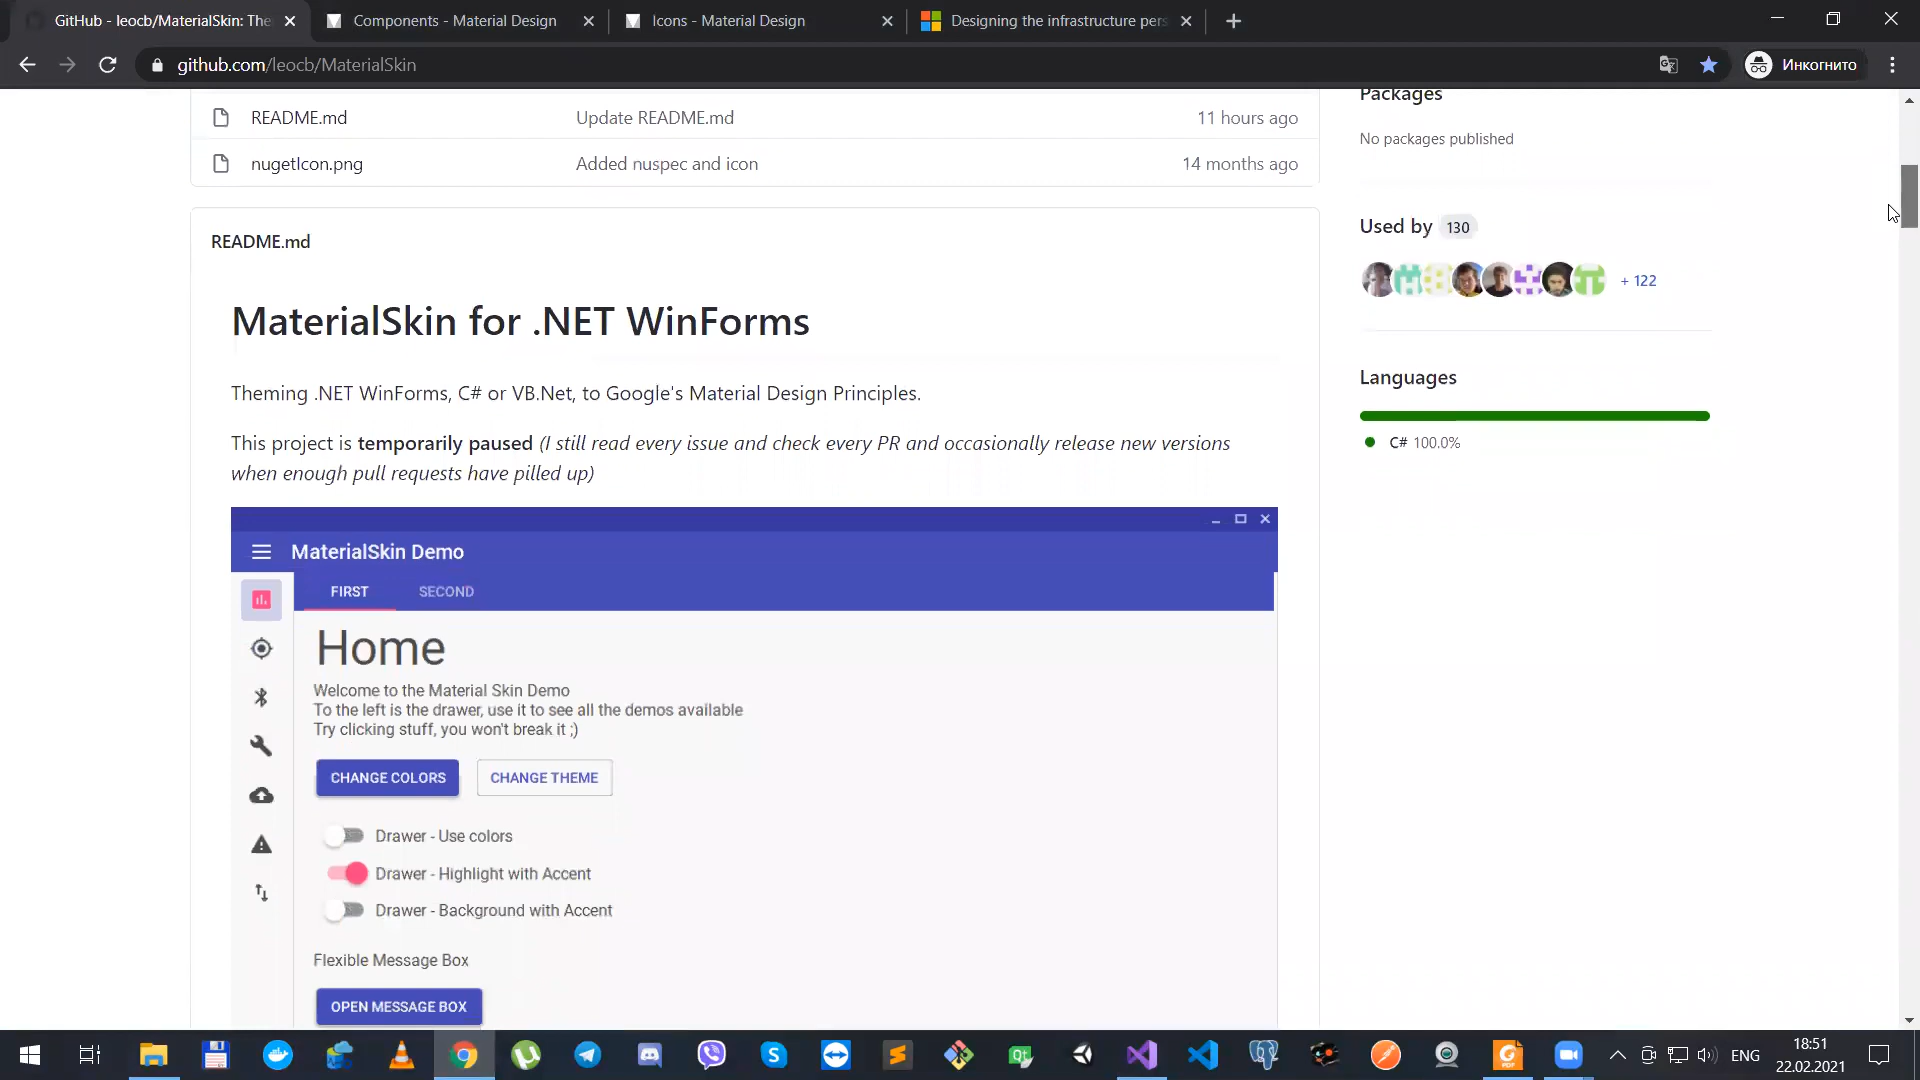 GitHub - leocb/MaterialSkin: The
Components - Material Design
Icons - Material Design
Designing the infrastructure pers
github.com/leocb/MaterialSkin
Инкогнито
README.md
Update README.md
11 hours ago
nugetIcon.png
Added nuspec and icon
14 months ago
README.md
MaterialSkin for .NET WinForms
Theming .NET WinForms, C# or VB.Net, to Google's Material Design Principles.
This project is temporarily paused (I still read every issue and check every PR and occasionally release new versions
when enough pull requests have pilled up)
MaterialSkin Demo
FIRST
SECOND
Home
Welcome to the Material Skin Demo
To the left is the drawer, use it to see all the demos available
Try clicking stuff, you won't break it ;)
CHANGE COLORS
CHANGE THEME
Drawer - Use colors
Drawer - Highlight with Accent
Drawer - Background with Accent
Flexible Message Box
OPEN MESSAGE BOX
Packages
No packages published
Used by 130
+ 122
Languages
C# 100.0%
ENG
18:51
22.02.2021